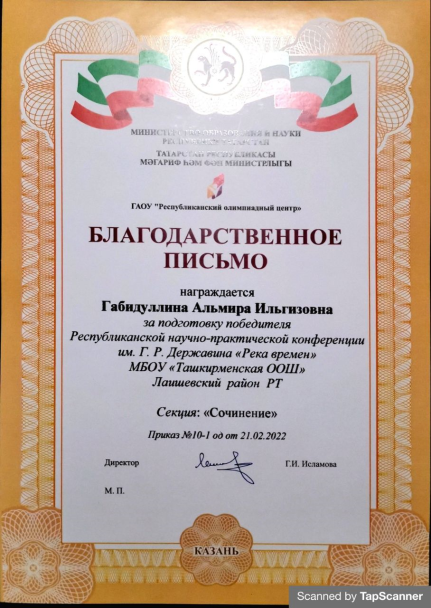 МИНИСТЕРСТВО ОБРАЗОВАНИЯ И НАУКИ
РЕСПУБЛИКИ ТАТАРСТАН
ТАТАРСТАН РЕСПУБЛИКАСЫ
МӘГАРИФ ҺӘМ ФӘН МИНИСТРЛЫГЫ
ГАОУ "Республиканский олимпиадный центр»
БЛАГОДАРСТВЕННОЕ
ПИСЬМО
награждается
Габидуллина Альмира Ильгизовна
за подготовку победителя
Республиканской научно-практической конференции
им. Г. Р. Державина «Река времен»
МБОУ «Ташкирменская ООШ»
Лаишевский район РТ
Секция: «Сочинение»
Приказ №10-1 од от 21.02.2022
Директор Г.И. Исламова
М. П.
КАЗАНЬ
Scanned by TapScanner